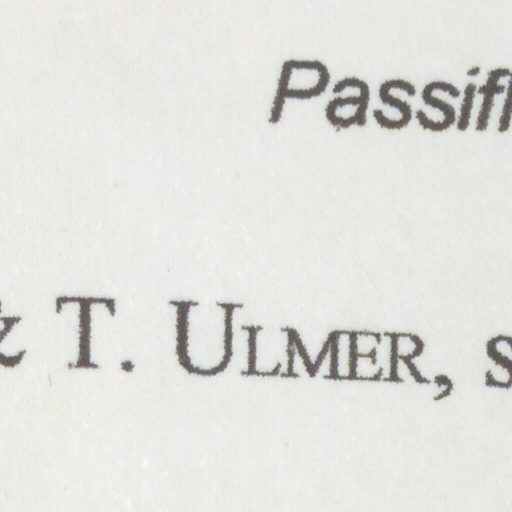 Passifl
& T. ULMER, s